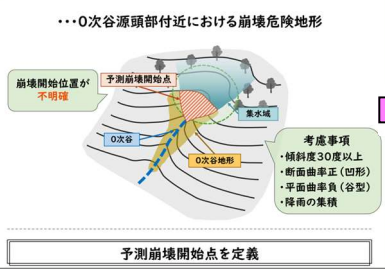 ･･･0次谷源頭部付近における崩壊危険地形
崩壊開始位置が
不明確
予測崩壊開始点
集水域
0次谷
0次谷地形
考慮事項
・傾斜度30度以上
・断面曲率正（凹形）
・平面曲率負（谷型）
・降雨の集積
予測崩壊開始点を定義